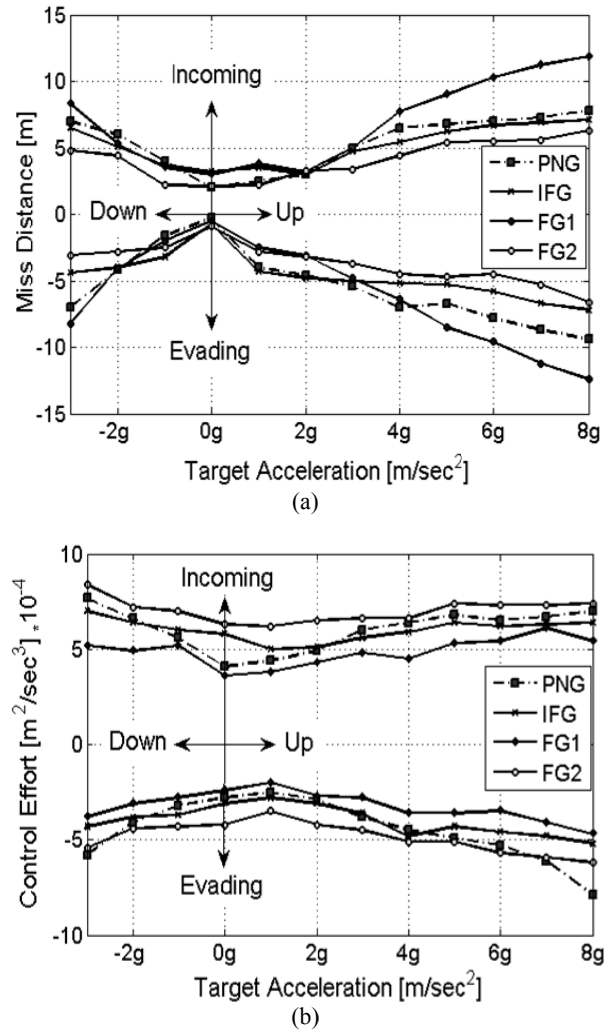 15
10
5
0
-5
-10
-15
Miss Distance [m]
Incoming
Down
Up
Evading
PNG
IFG
FG1
FG2
-2g 0g 2g 4g 6g 8g
Target Acceleration [m/sec²]
(a)
10
5
0
-5
-10
Control Effort [m²/sec³]*10⁻⁴
Incoming
Down
Up
Evading
PNG
IFG
FG1
FG2
-2g 0g 2g 4g 6g 8g
Target Acceleration [m/sec²]
(b)